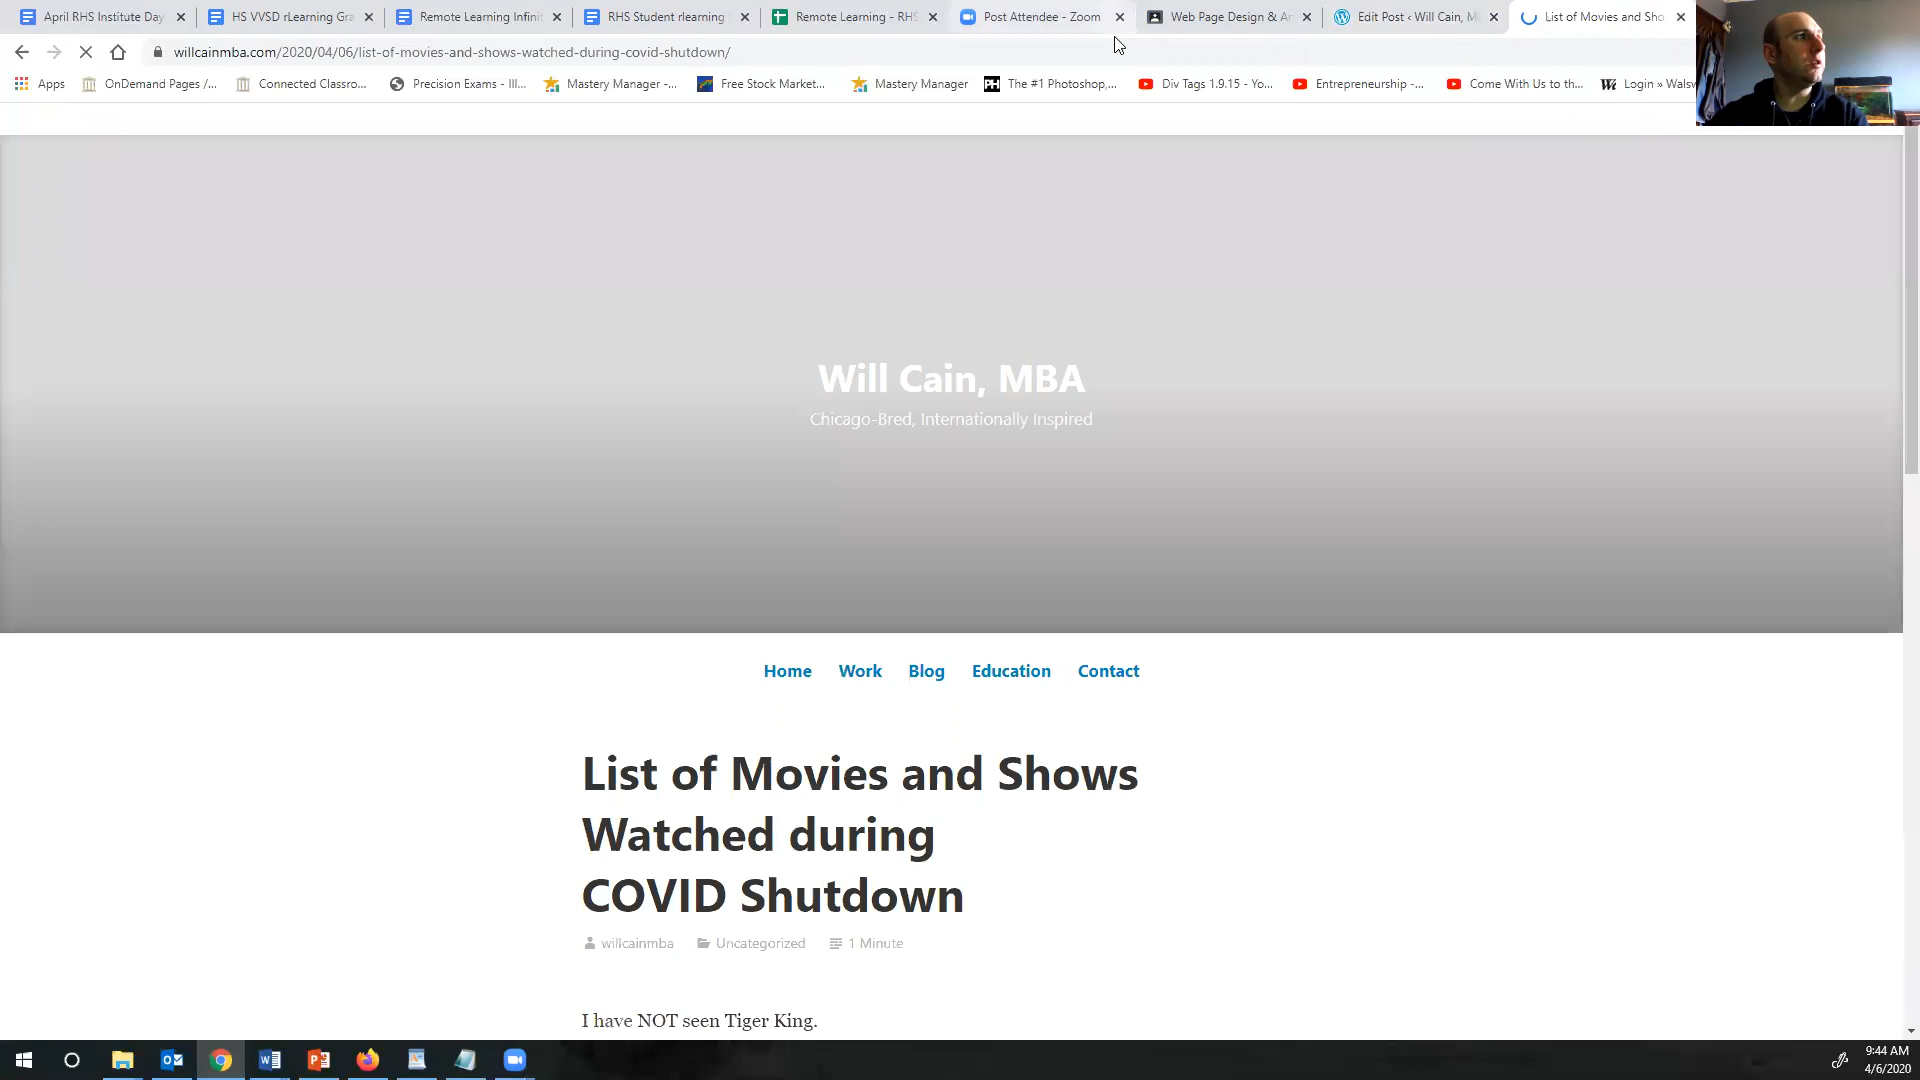 April RHS Institute Day
HS VVSD rLearning Gra
Remote Learning Infinit
RHS Student rlearning
Remote Learning - RHS
Post Attendee - Zoom
Web Page Design & An
Edit Post ‹ Will Cain, M
List of Movies and Sho
willcainmba.com/2020/04/06/list-of-movies-and-shows-watched-during-covid-shutdown/
Apps
OnDemand Pages /...
Connected Classro...
Precision Exams - Ill...
Mastery Manager -...
Free Stock Market...
Mastery Manager
PH The #1 Photoshop,...
Div Tags 1.9.15 - Yo...
Entrepreneurship -...
Come With Us to th...
Login » Walsw
Will Cain, MBA
Chicago-Bred, Internationally Inspired
Home Work Blog Education Contact
List of Movies and Shows
Watched during
COVID Shutdown
willcainmba Uncategorized 1 Minute
I have NOT seen Tiger King.
9:44 AM
4/6/2020